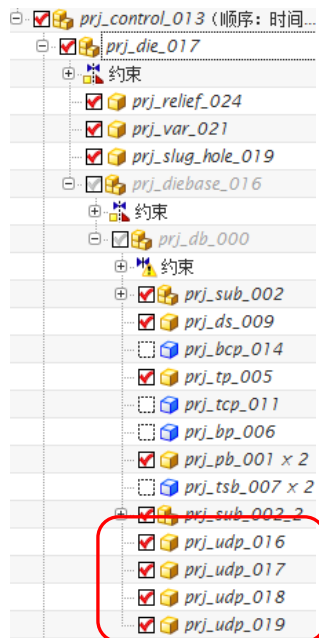 prj_control_013（顺序：时间...
prj_die_017
约束
prj_relief_024
prj_var_021
prj_slug_hole_019
prj_diebase_016
约束
prj_db_000
约束
prj_sub_002
prj_ds_009
prj_bcp_014
prj_tp_005
prj_tcp_011
prj_bp_006
prj_pb_001 × 2
prj_tsb_007 × 2
prj_sub_002_2
prj_udp_016
prj_udp_017
prj_udp_018
prj_udp_019